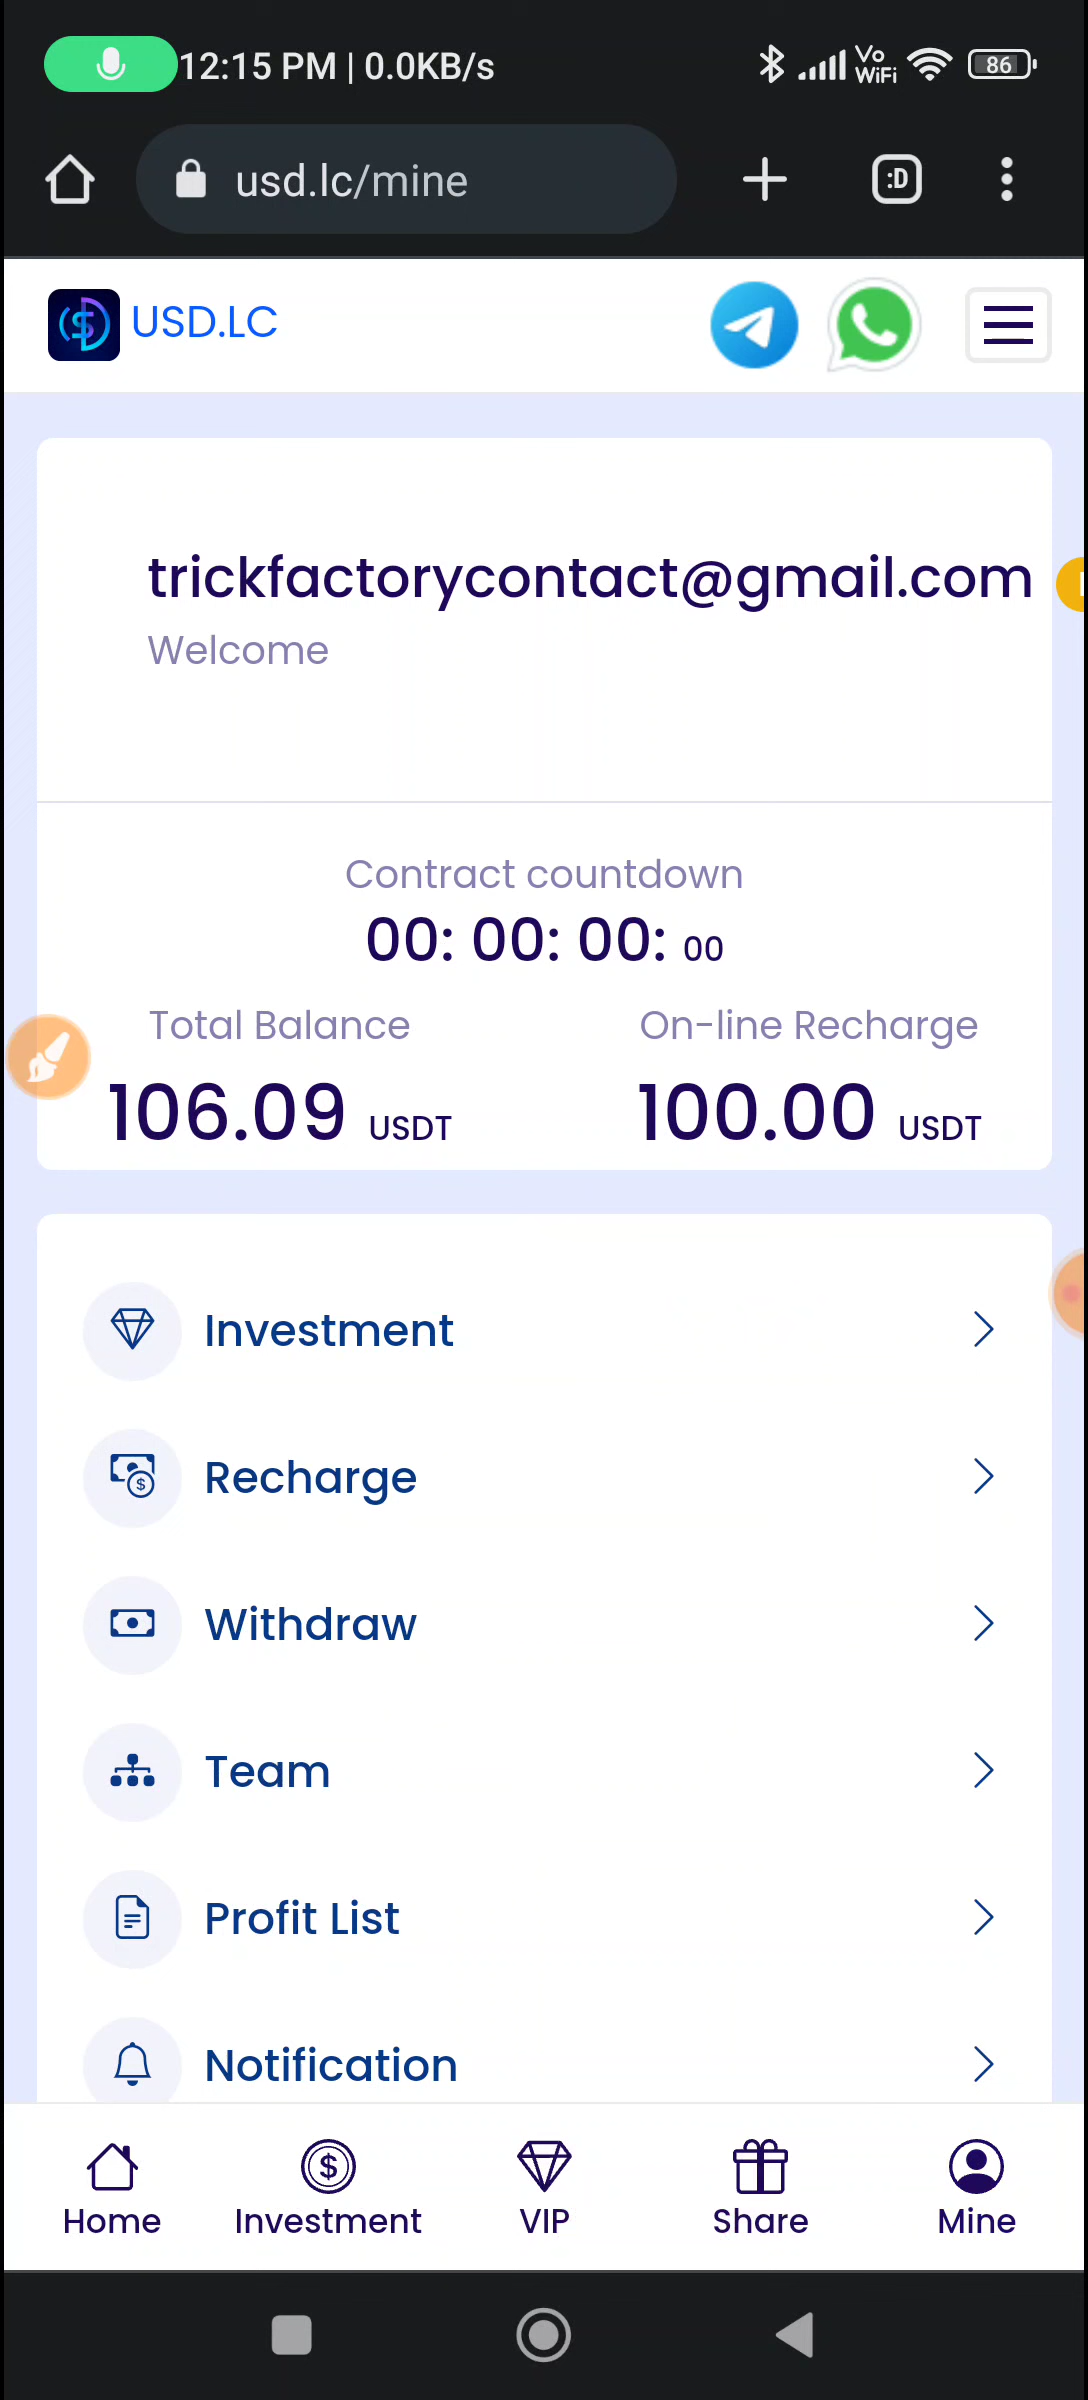 12:15 PM | 0.0KB/s Vo WiFi 86
usd.lc/mine :D
USD.LC
trickfactorycontact@gmail.com
Welcome
Contract countdown
00: 00: 00: 00
Total Balance On-line Recharge
106.09 USDT 100.00 USDT
Investment
Recharge
Withdraw
Team
Profit List
Notification
Home Investment VIP Share Mine